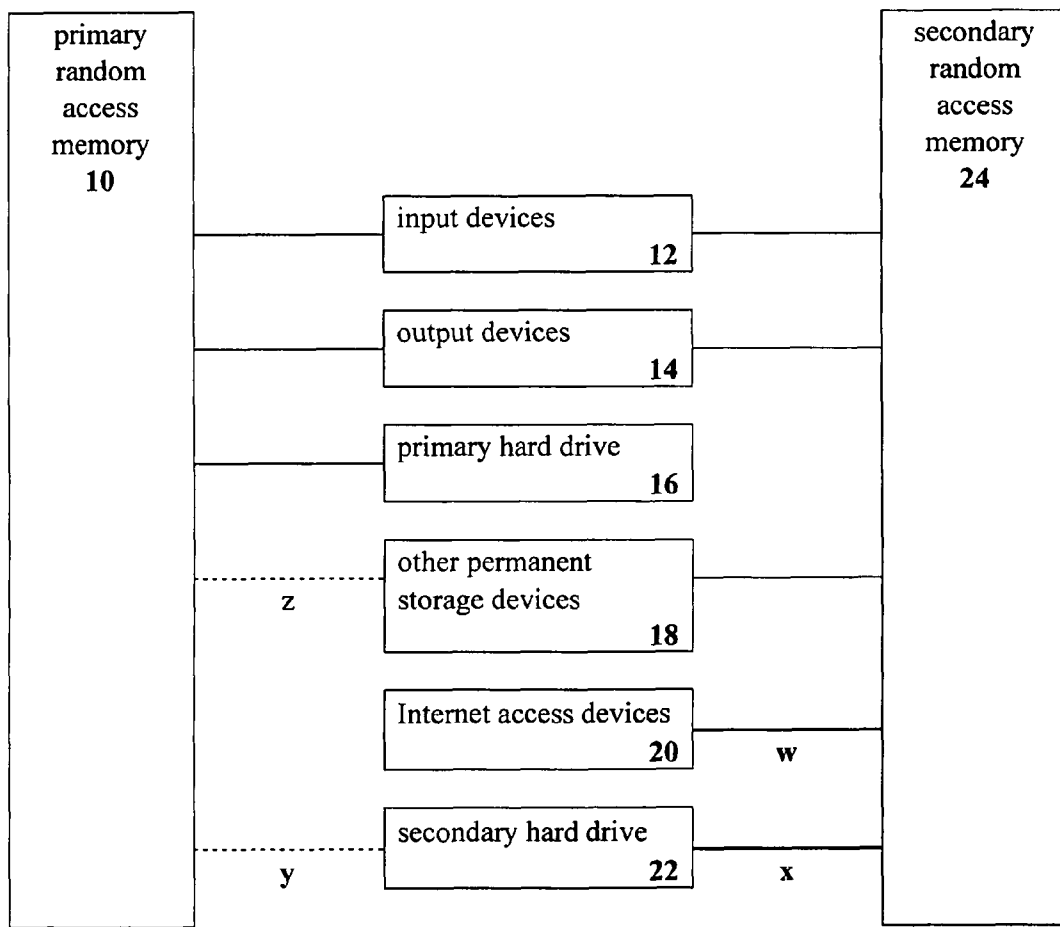 primary
random
access
memory
10
secondary
random
access
memory
24
input devices
12
output devices
14
primary hard drive
16
other permanent
storage devices
18
z
Internet access devices
20
w
secondary hard drive
22
y
x